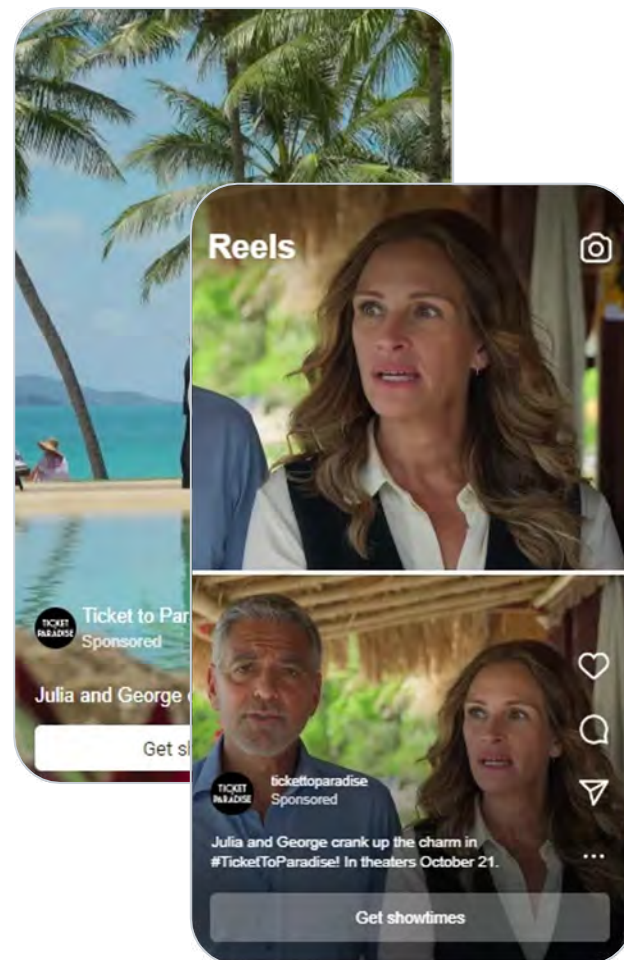 Ticket to Par
Sponsored
Julia and George
Get s
TICKET
PARADISE
Reels
TICKET
PARADISE
tickettoparadise
Sponsored
Julia and George crank up the charm in
#TicketToParadise! In theaters October 21.
Get showtimes